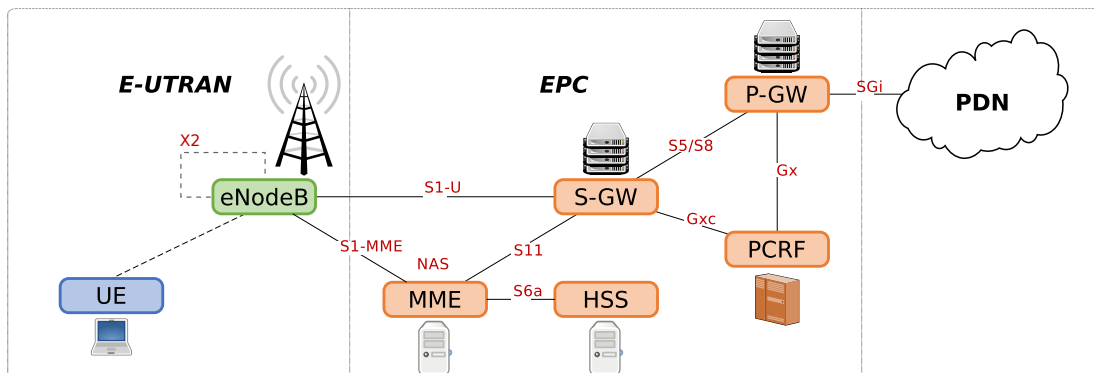 E-UTRAN
EPC
P-GW
SGi
PDN
X2
S5/S8
eNodeB
S1-U
S-GW
Gx
Gxc
S1-MME
S11
PCRF
NAS
UE
MME
S6a
HSS